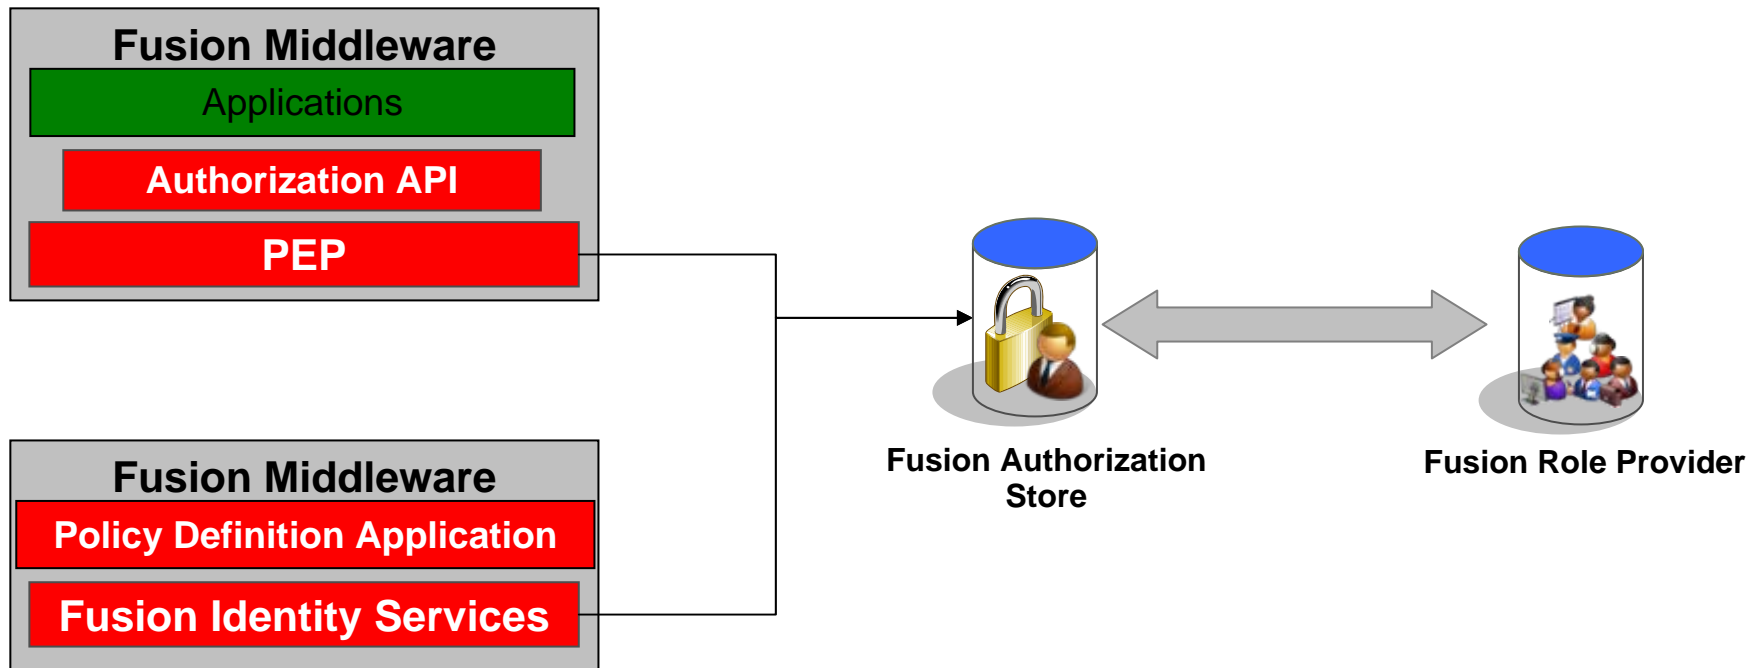 Fusion Middleware
Applications
Authorization API
PEP
Fusion Middleware
Policy Definition Application
Fusion Identity Services
Fusion Authorization
Store
Fusion Role Provider